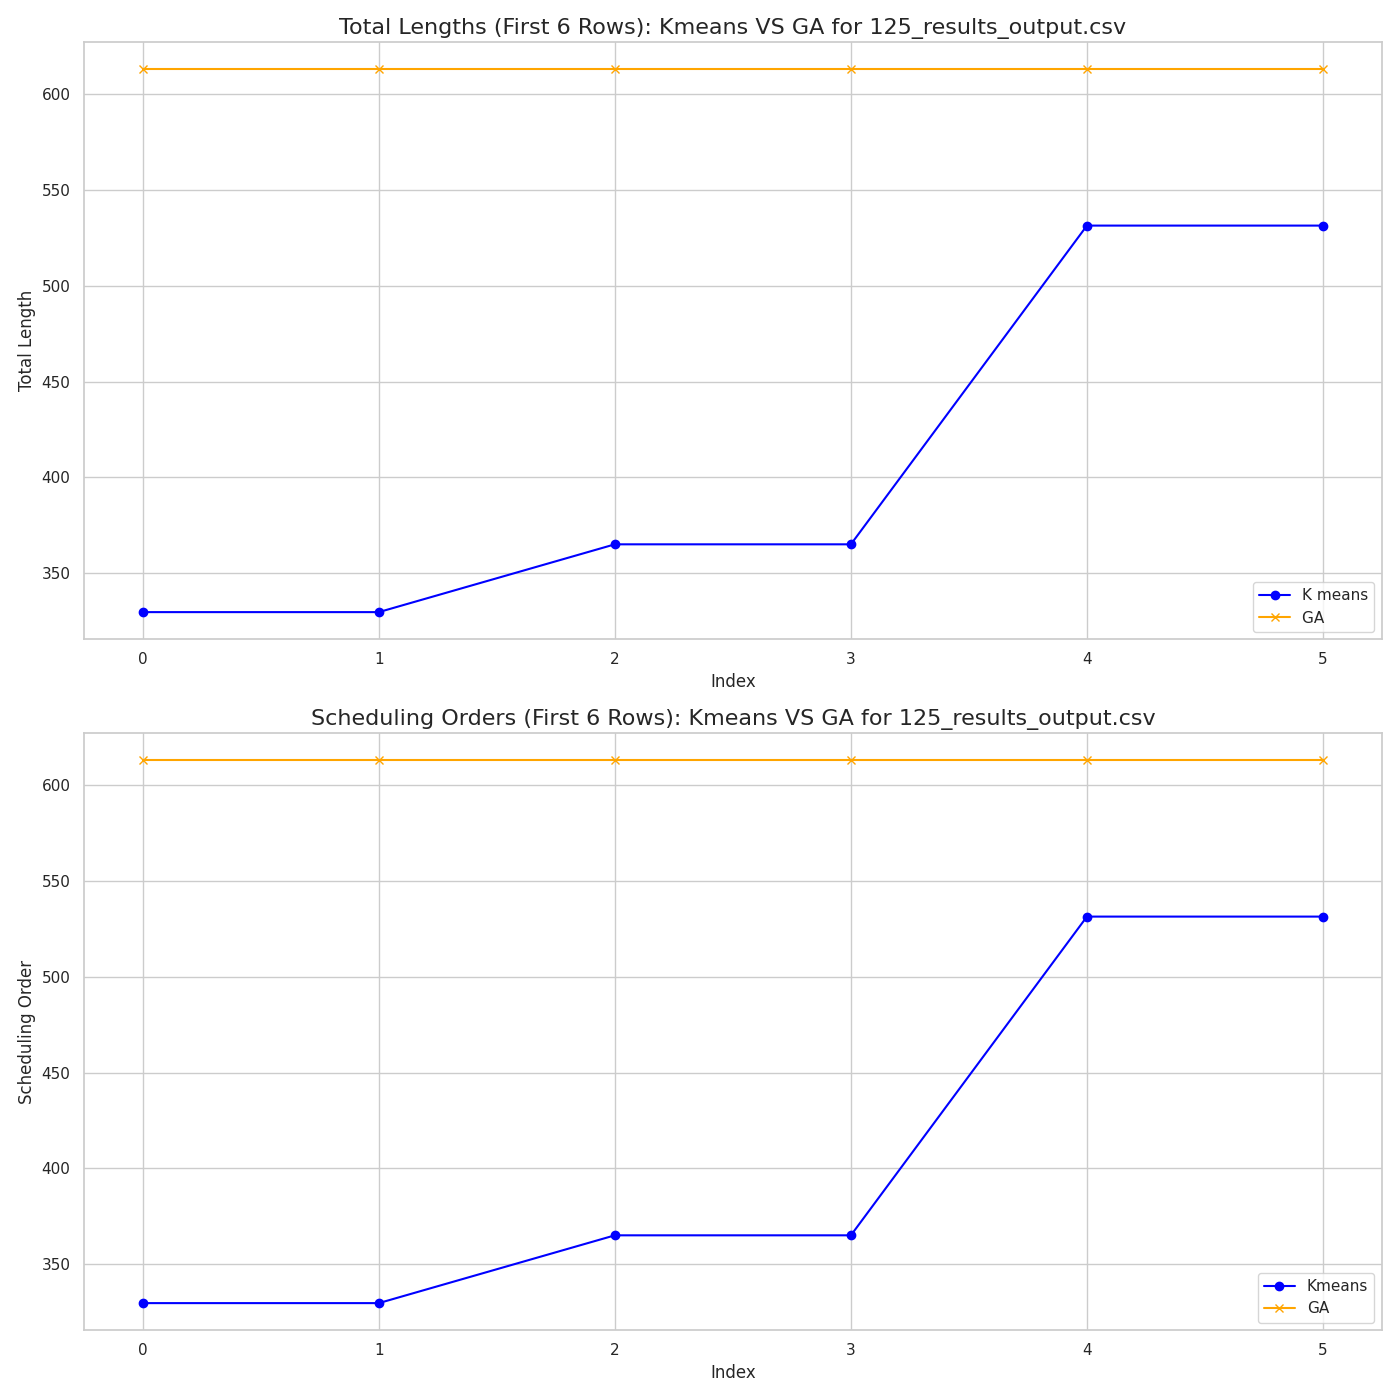 Total Lengths (First 6 Rows): Kmeans VS GA for 125_results_output.csv
600
550
500
450
400
350
Total Length
K means
GA
0 1 2 3 4 5
Index
Scheduling Orders (First 6 Rows): Kmeans VS GA for 125_results_output.csv
600
550
500
450
400
350
Scheduling Order
Kmeans
GA
0 1 2 3 4 5
Index